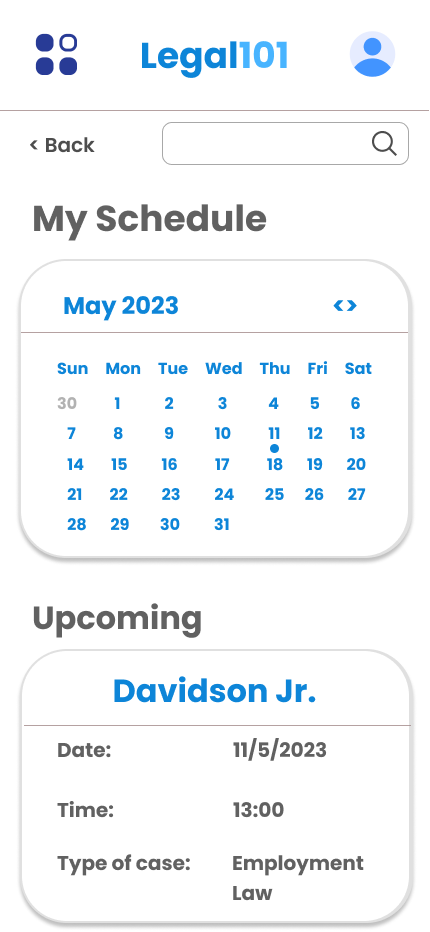 Legal101
< Back
My Schedule
May 2023 <>
Sun Mon Tue Wed Thu Fri Sat
30 1 2 3 4 5 6
7 8 9 10 11 12 13
14 15 16 17 18 19 20
21 22 23 24 25 26 27
28 29 30 31
Upcoming
Davidson Jr.
Date: 11/5/2023
Time: 13:00
Type of case: Employment
Law